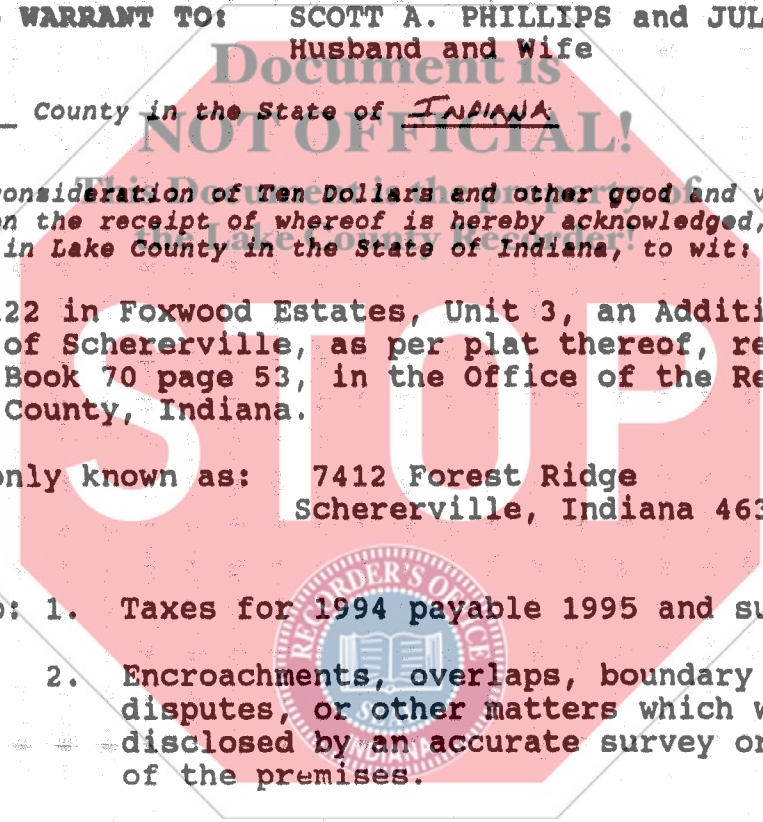 WARRANT TO: SCOTT A. PHILLIPS and JUL
Husband and Wife
Document is
County in the State of INDIANA
NOT OFFICIAL!
onsideration of Ten Dollars and other good and v
This Document is the property of
n the receipt of whereof is hereby acknowledged,
the Lake County Recorder!
in Lake County in the State of Indiana, to wit:
122 in Foxwood Estates, Unit 3, an Additi
of Schererville, as per plat thereof, re
Book 70 page 53, in the Office of the Re
County, Indiana.
STOP
only known as: 7412 Forest Ridge
Schererville, Indiana 463
RECORDER'S OFFICE
o: 1. Taxes for 1994 payable 1995 and su
2. Encroachments, overlaps, boundary
disputes, or other matters which w
SEAL
disclosed by an accurate survey or
INDIANA
of the premises.